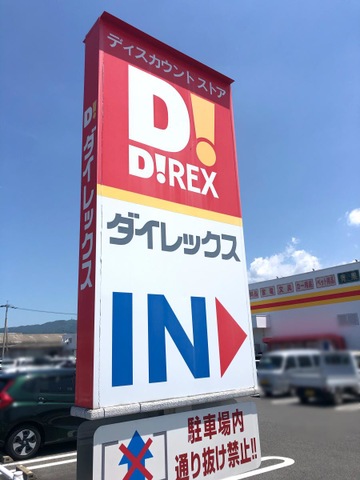 ディスカウント ストア
D!
D!REX
ダイレックス
IN
駐車場内
通り抜け禁止!!
D!ダイレックス